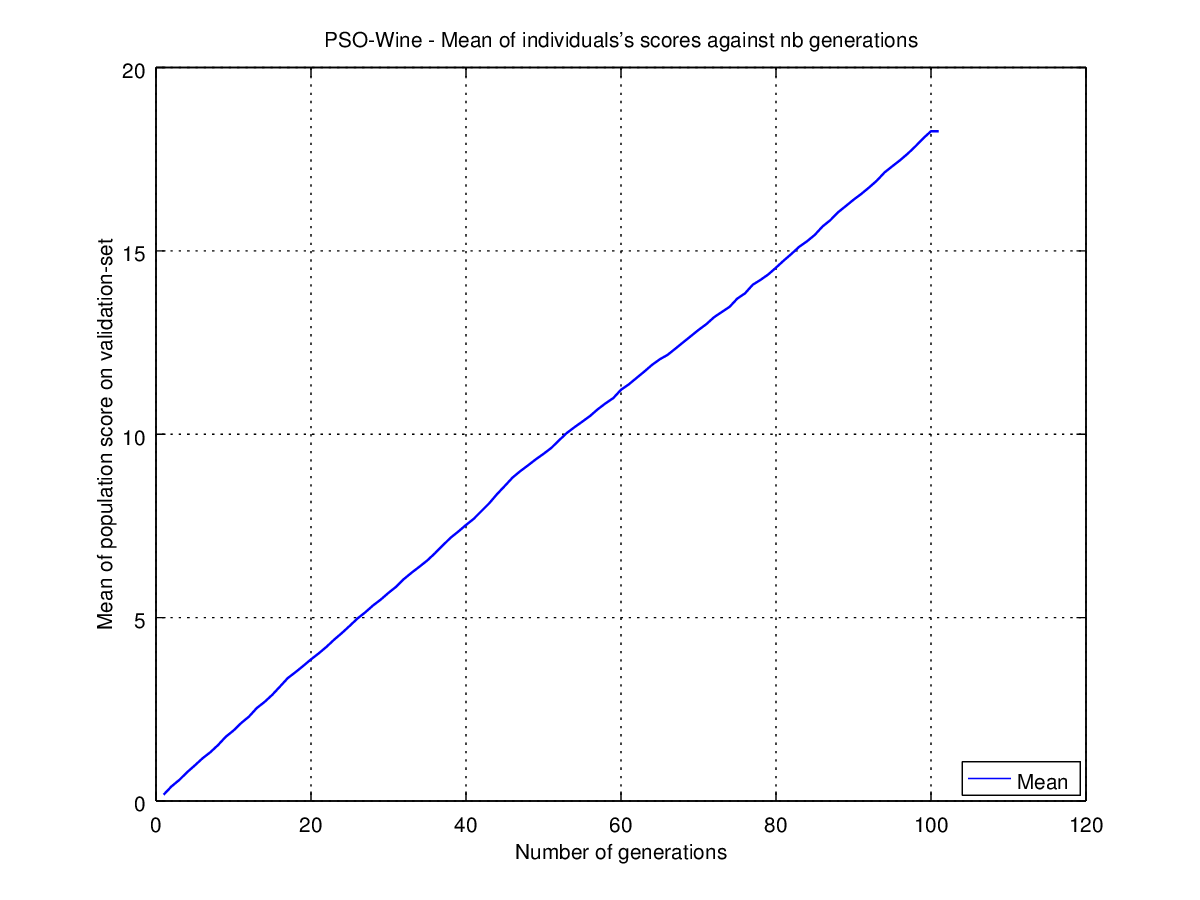 PSO-Wine - Mean of individuals's scores against nb generations
20
15
10
5
0
Mean of population score on validation-set
Mean
0 20 40 60 80 100 120
Number of generations